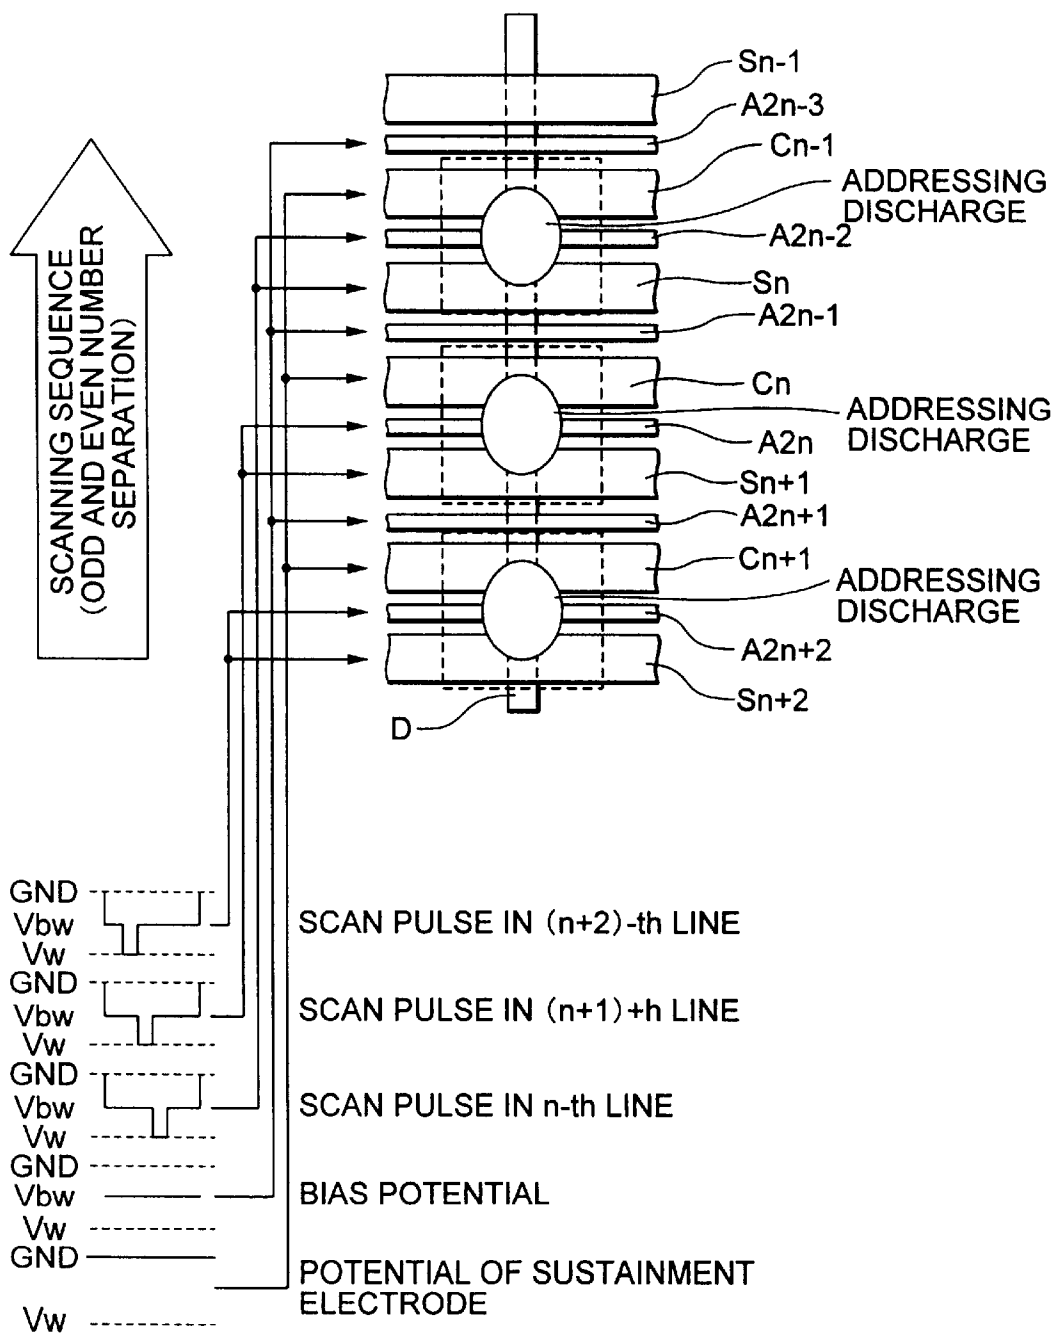 Sn-1
A2n-3
Cn-1
ADDRESSING
DISCHARGE
A2n-2
Sn
A2n-1
Cn
ADDRESSING
DISCHARGE
A2n
Sn+1
A2n+1
Cn+1
ADDRESSING
DISCHARGE
A2n+2
Sn+2
D
SCANNING SEQUENCE
(ODD AND EVEN NUMBER
SEPARATION)
GND
Vbw
Vw
SCAN PULSE IN (n+2)-th LINE
GND
Vbw
Vw
SCAN PULSE IN (n+1)+h LINE
GND
Vbw
Vw
SCAN PULSE IN n-th LINE
GND
Vbw
Vw
BIAS POTENTIAL
GND
Vw
POTENTIAL OF SUSTAINMENT
ELECTRODE